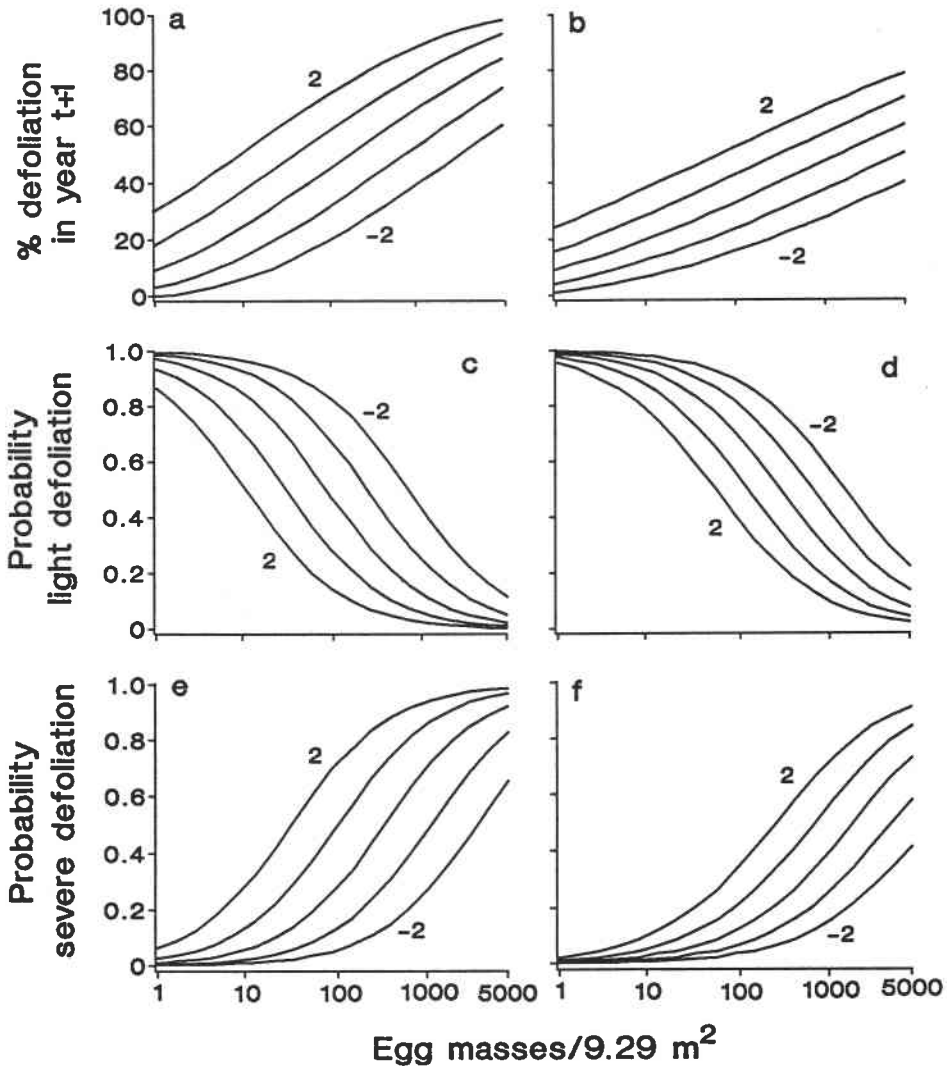 a
b
100
80
60
40
20
0
% defoliation
in year t+1
2
-2
2
-2
c
d
1.0
0.8
0.6
0.4
0.2
0
Probability
light defoliation
-2
2
-2
2
e
f
1.0
0.8
0.6
0.4
0.2
0
Probability
severe defoliation
2
-2
2
-2
1 10 100 1000 5000
1 10 100 1000 5000
Egg masses/9.29 m²